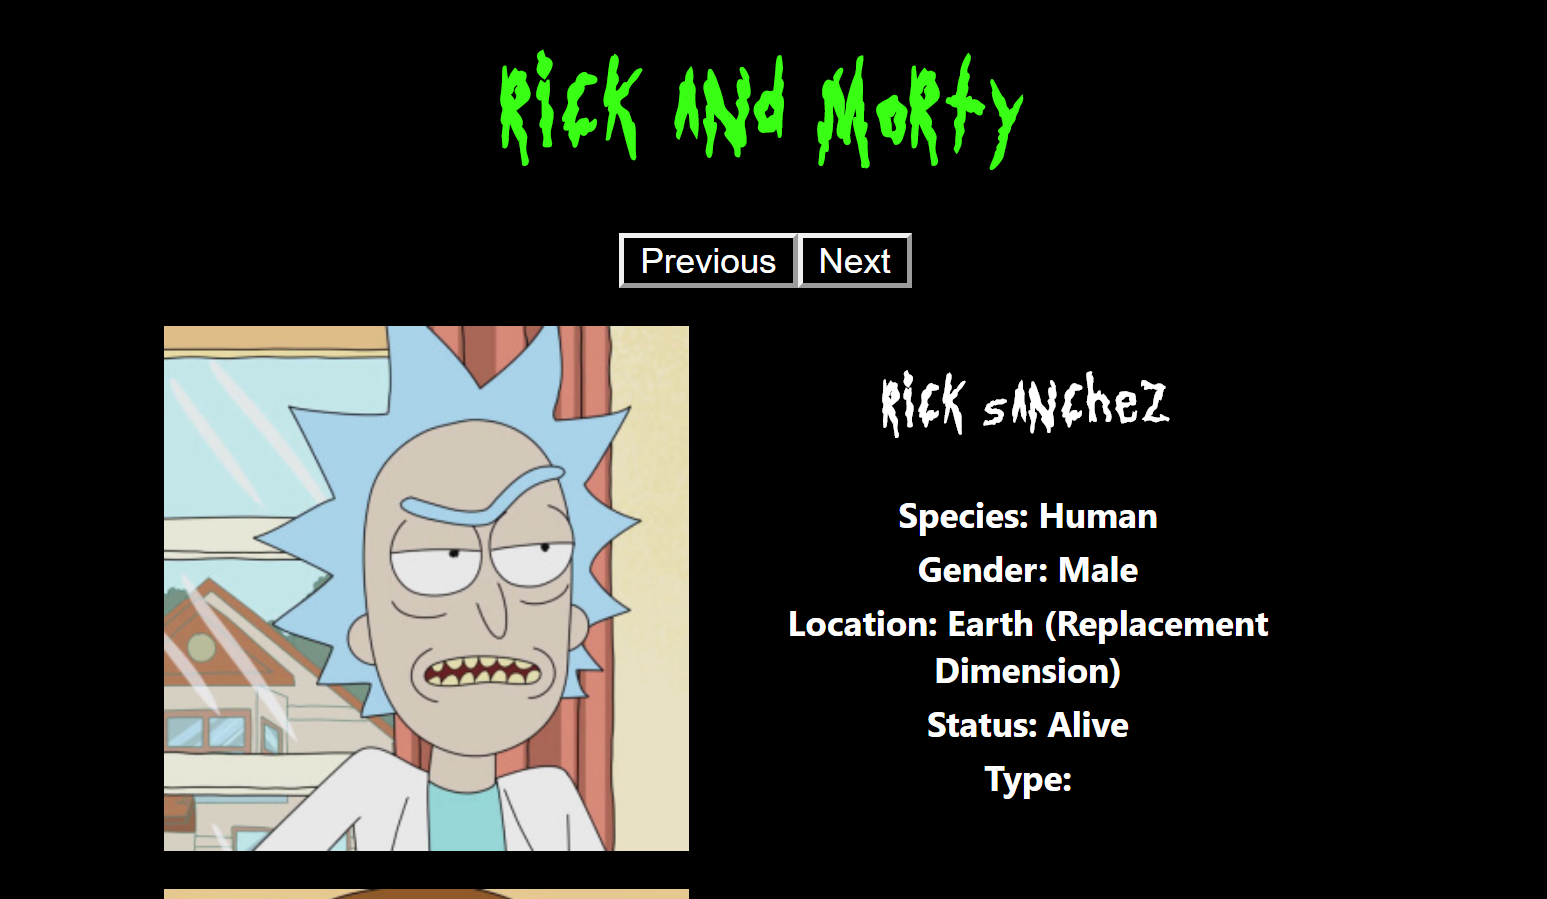 Rick and Morty
Previous Next
Rick Sanchez
Species: Human
Gender: Male
Location: Earth (Replacement
Dimension)
Status: Alive
Type: